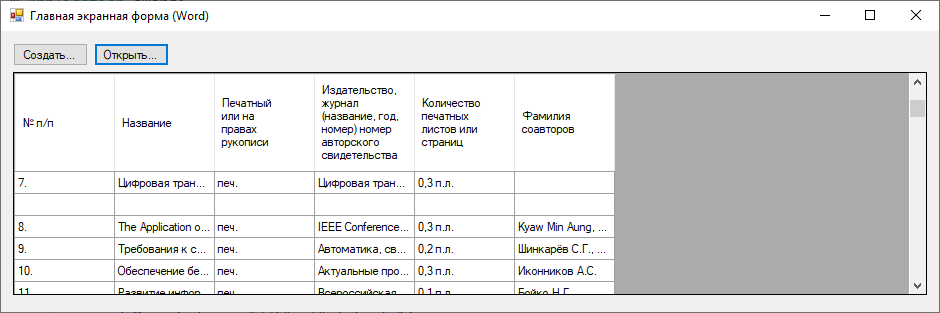 Главная экранная форма (Word)
Создать... Открыть...
№ п/п Название Печатный или на правах рукописи Издательство, журнал (название, год, номер) номер авторского свидетельства Количество печатных листов или страниц Фамилия соавторов
7. Цифровая тран... печ. Цифровая тран... 0,3 п.л.
8. The Application o... печ. IEEE Conference... 0,3 п.л. Kyaw Min Aung, ...
9. Требования к с... печ. Автоматика, св... 0,2 п.л. Шинкарёв С.Г., ...
10. Обеспечение бе... печ. Актуальные про... 0,3 п.л. Иконников А.С.
11. Развитие инфор... печ. Всероссийская... 0,1 п.л. Бойко Н.Г.